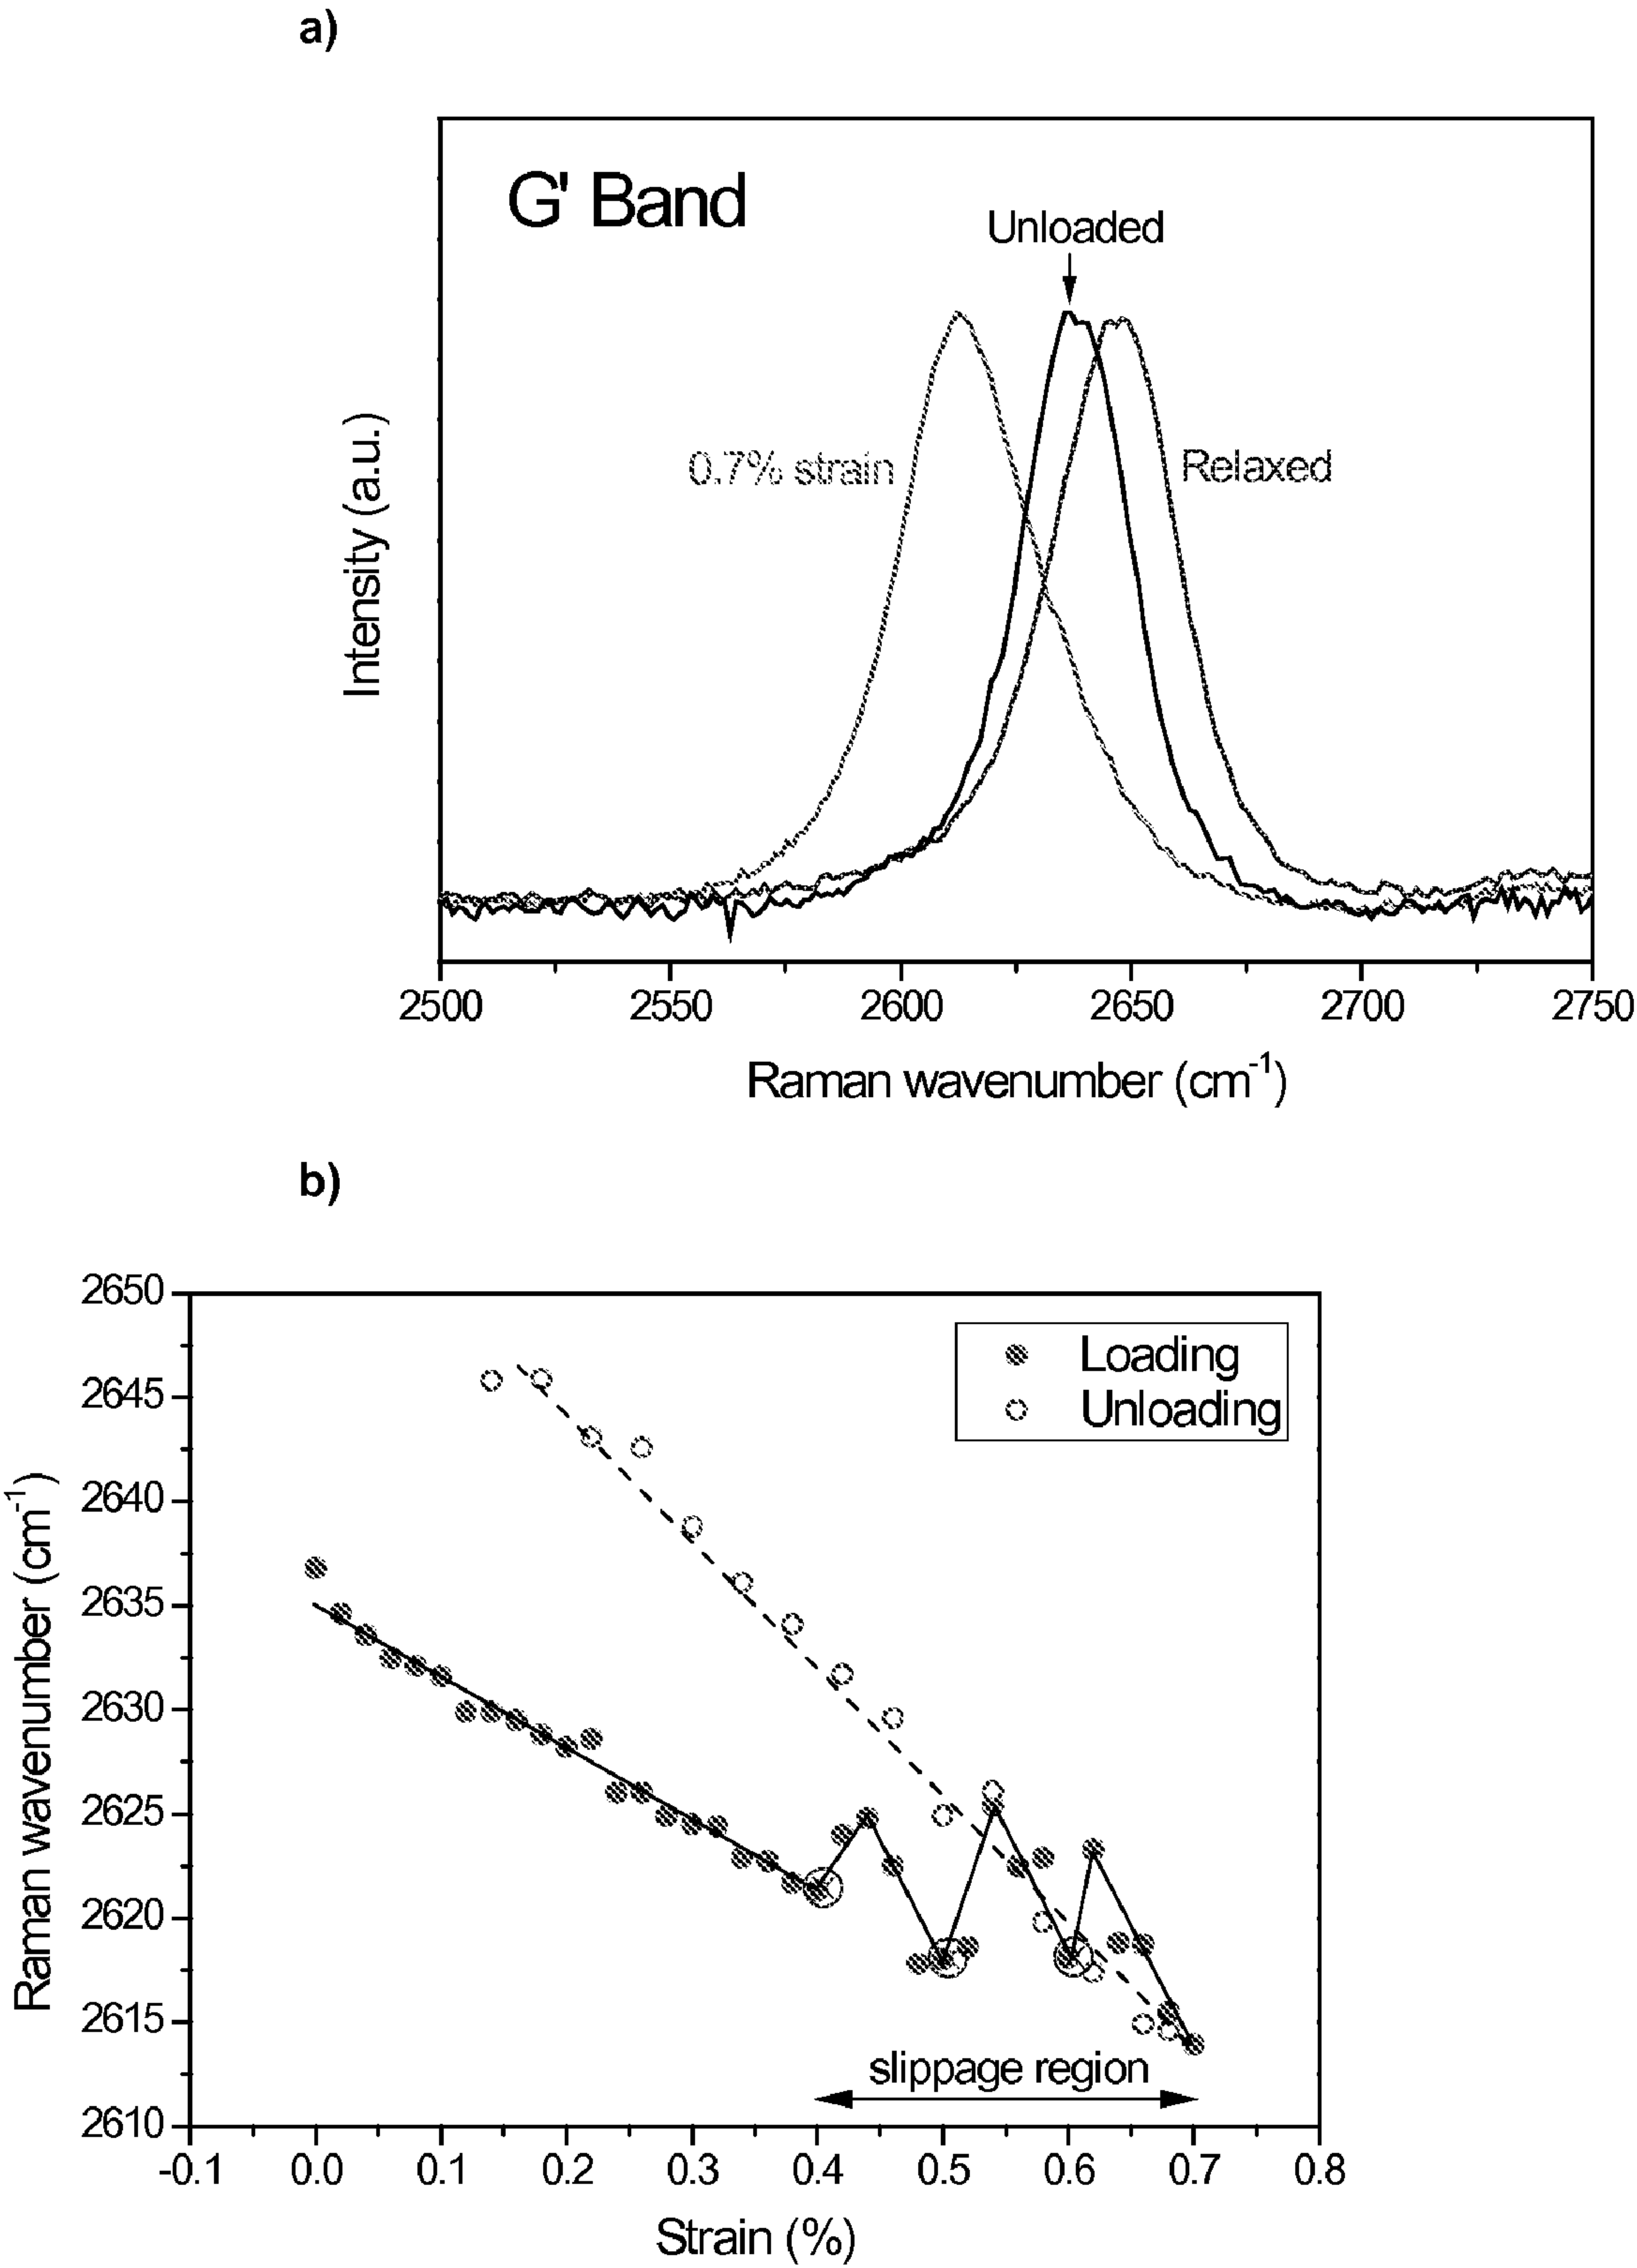 a)
G' Band
Unloaded
0.7% strain
Relaxed
Intensity (a.u.)
2500 2550 2600 2650 2700 2750
Raman wavenumber (cm⁻¹)
b)
2650
2645
2640
2635
2630
2625
2620
2615
2610
Loading
Unloading
Raman wavenumber (cm⁻¹)
slippage region
-0.1 0.0 0.1 0.2 0.3 0.4 0.5 0.6 0.7 0.8
Strain (%)